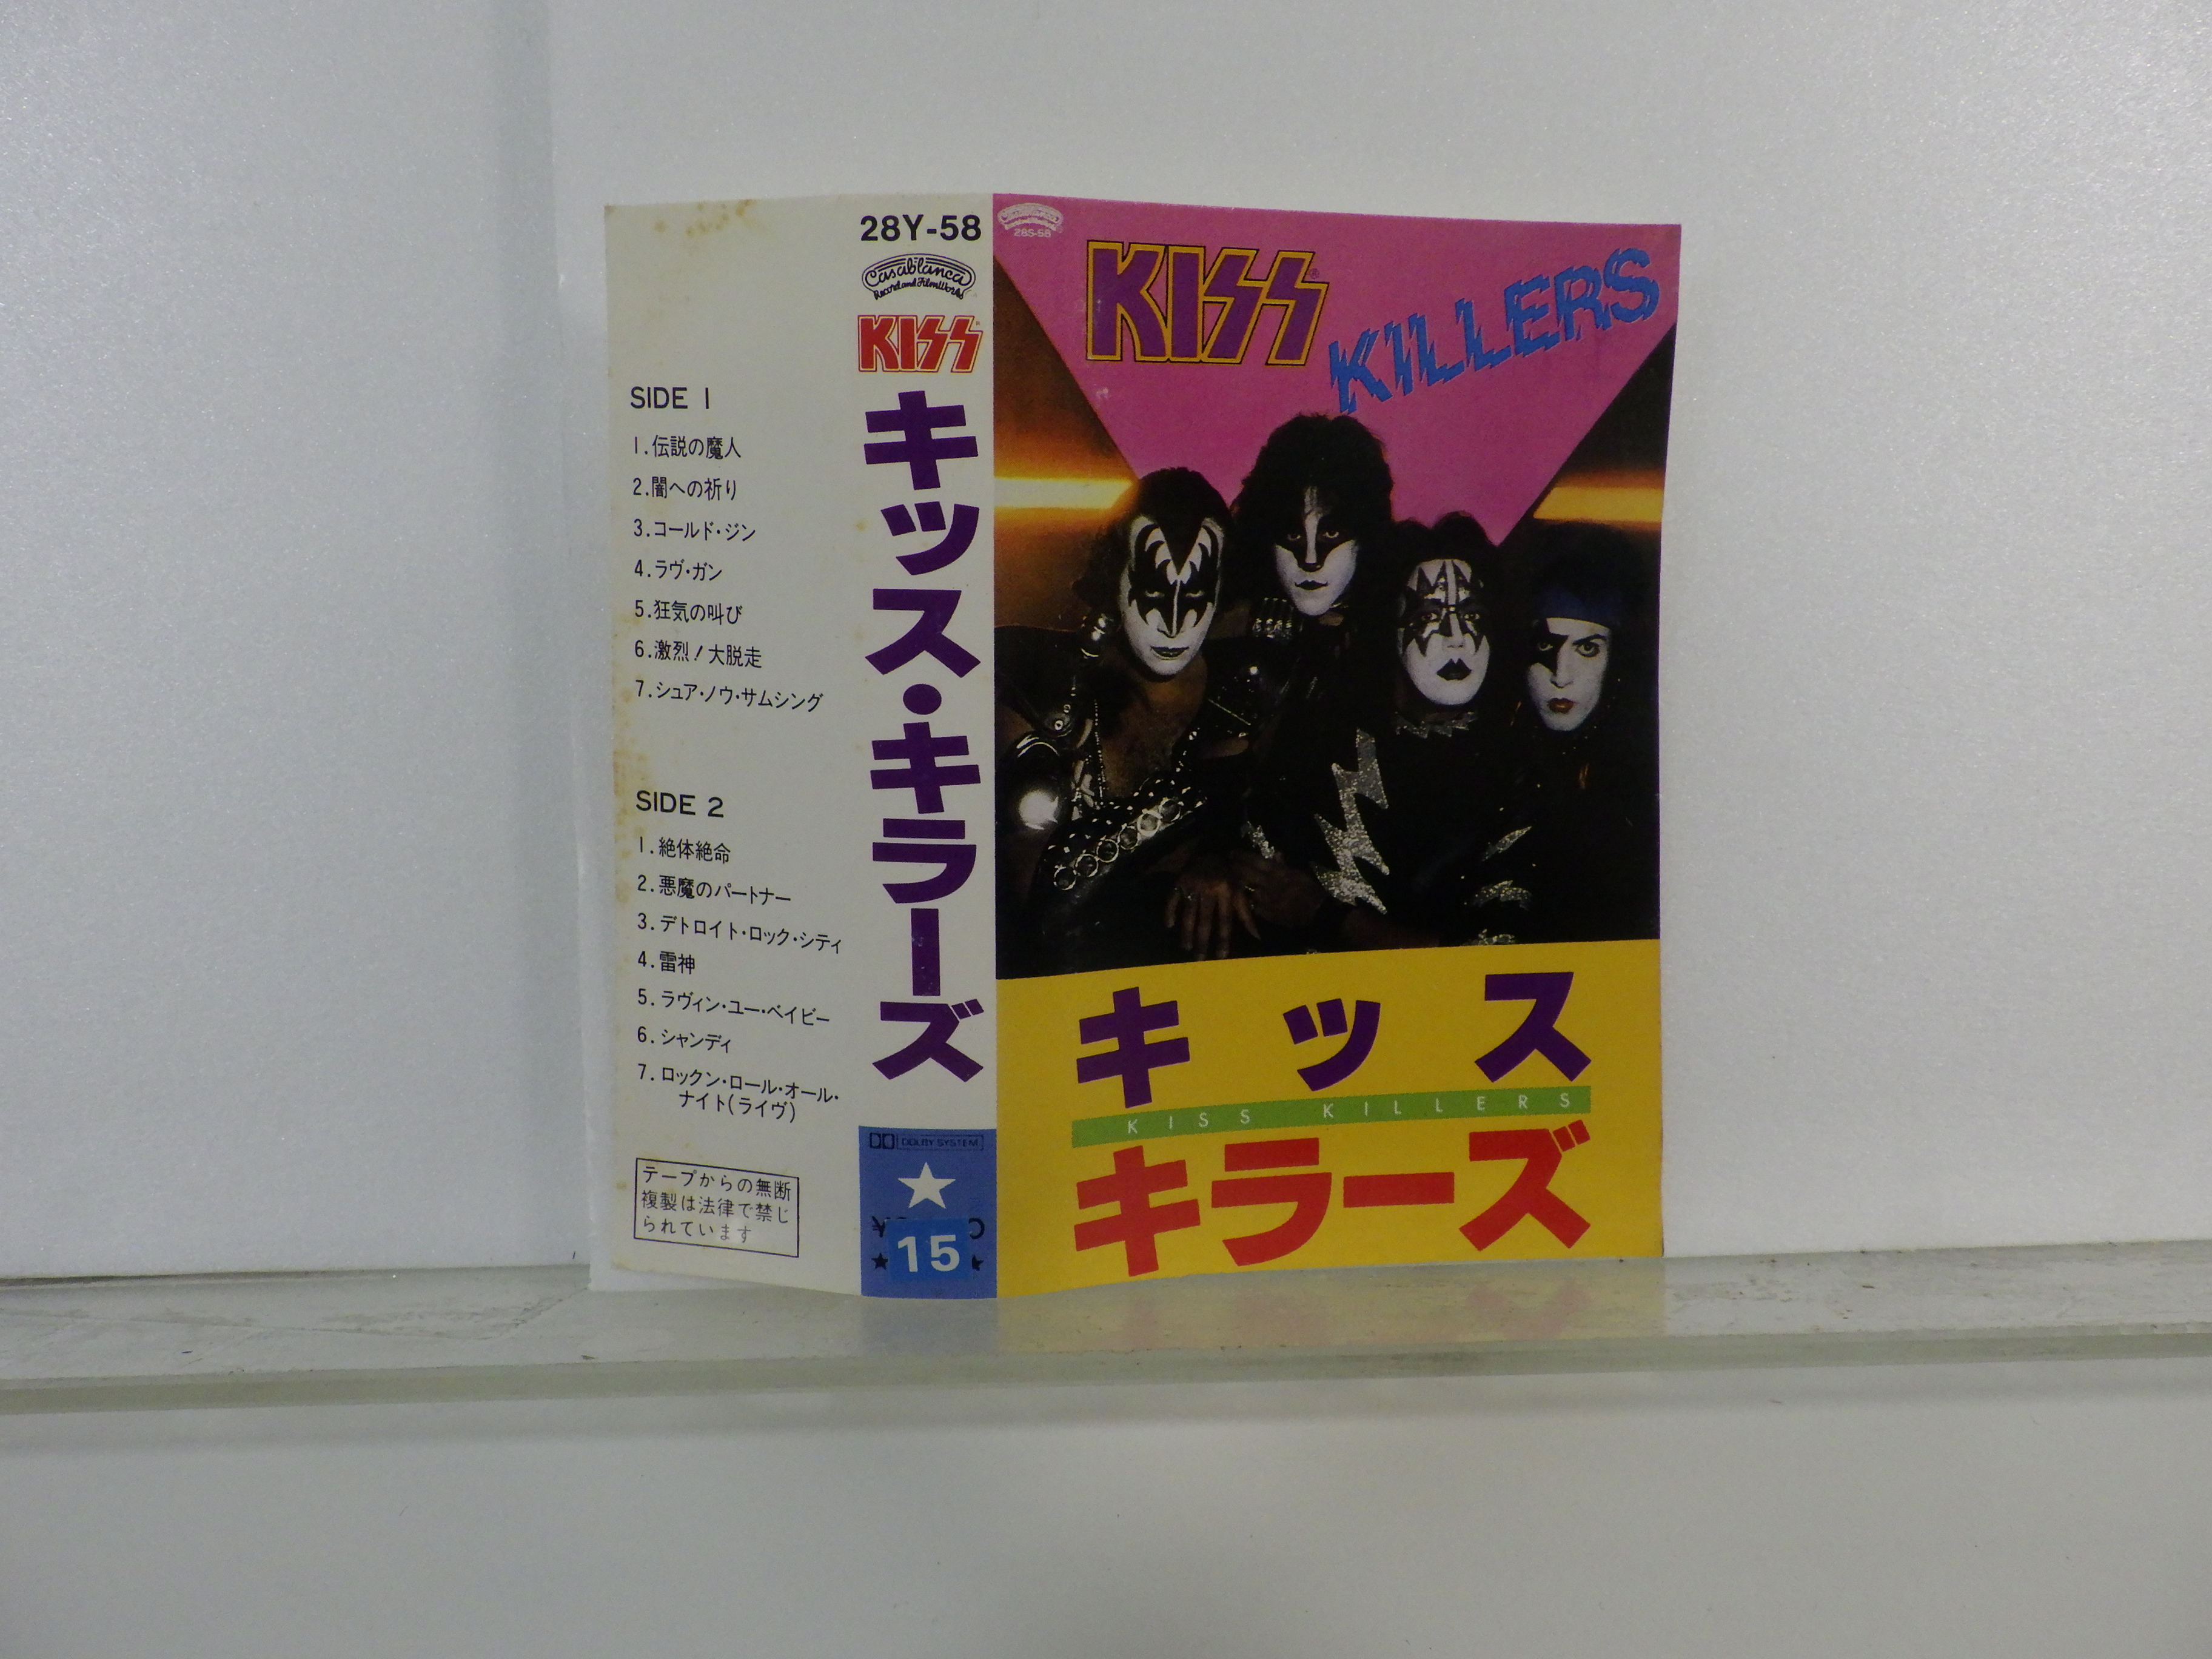 SIDE 1
1.伝説の魔人
2.闇への祈り
3.コールド・ジン
4.ラヴ・ガン
5.狂気の叫び
6.激烈!大脱走
7.シュア・ノウ・サムシング
SIDE 2
1.絶体絶命
2.悪魔のパートナー
3.デトロイト・ロック・シティ
4.雷神
5.ラヴィン・ユー・ベイビー
6.シャンディ
7.ロックン・ロール・オール・
ナイト(ライヴ)
テープからの無断
複製は法律で禁じ
られています
28Y-58
Casablanca
Record and FilmWorks
KISS
キッス・キラーズ
DOLBY SYSTEM
15
28S-58
KISS
KILLERS
キッス
KISS KILLERS
キラーズ